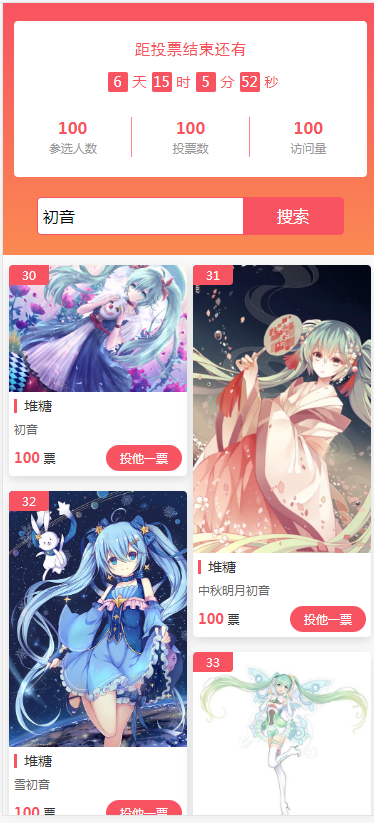 距投票结束还有
6 天 15 时 5 分 52 秒
100 100 100
参选人数 投票数 访问量
初音 搜索
30
堆糖
初音
100 票 投他一票
31
堆糖
中秋明月初音
100 票 投他一票
32
堆糖
雪初音
100 票 投他一票
33